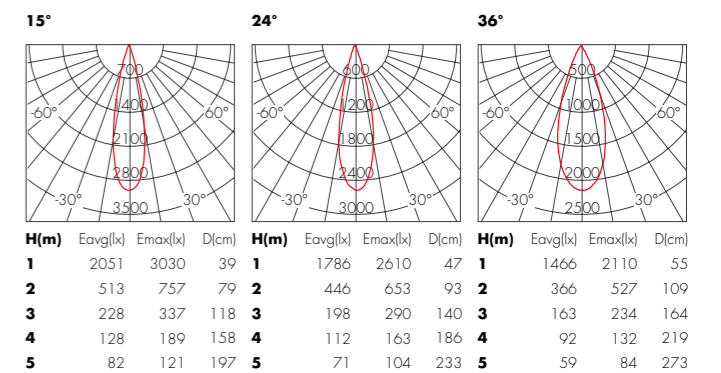 15° 24° 36°
700 600 500
1400 1200 1000
-60° 60° -60° 60° -60° 60°
2100 1800 1500
2800 2400 2000
-30° 30° -30° 30° -30° 30°
3500 3000 2500
H(m) Eavg(lx) Emax(lx) D(cm) H(m) Eavg(lx) Emax(lx) D(cm) H(m) Eavg(lx) Emax(lx) D(cm)
1 2051 3030 39 1 1786 2610 47 1 1466 2110 55
2 513 757 79 2 446 653 93 2 366 527 109
3 228 337 118 3 198 290 140 3 163 234 164
4 128 189 158 4 112 163 186 4 92 132 219
5 82 121 197 5 71 104 233 5 59 84 273